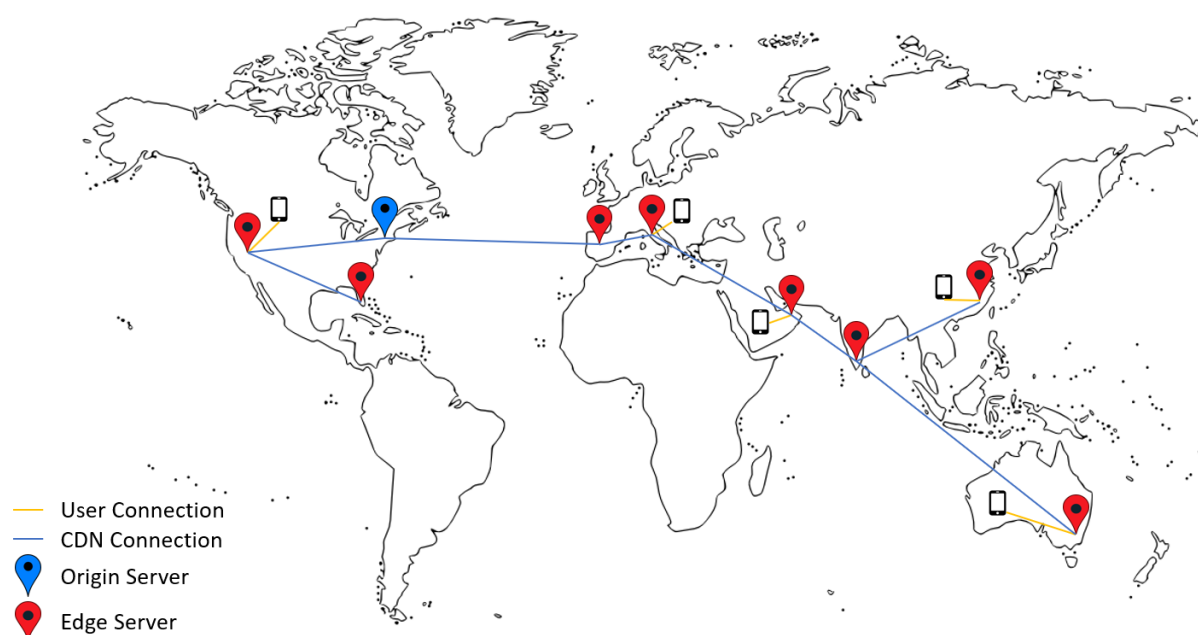 User Connection
CDN Connection
Origin Server
Edge Server